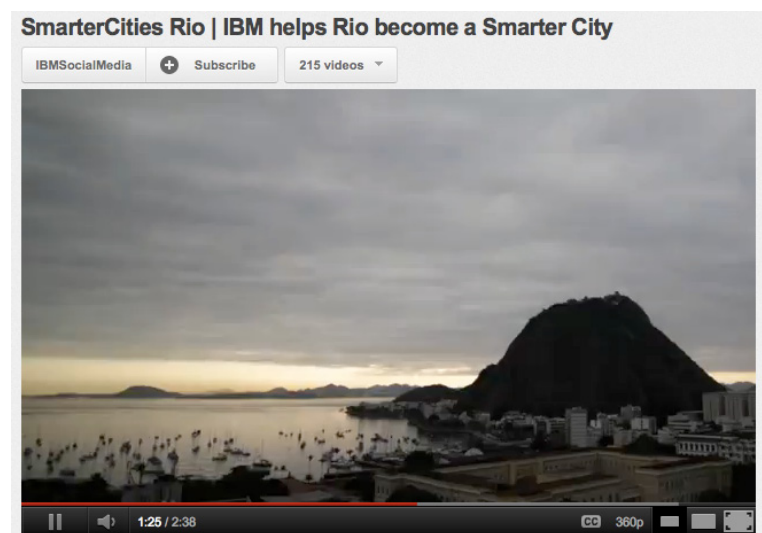 SmarterCities Rio | IBM helps Rio become a Smarter City
IBMSocialMedia Subscribe 215 videos
1:25 / 2:38 CC 360p